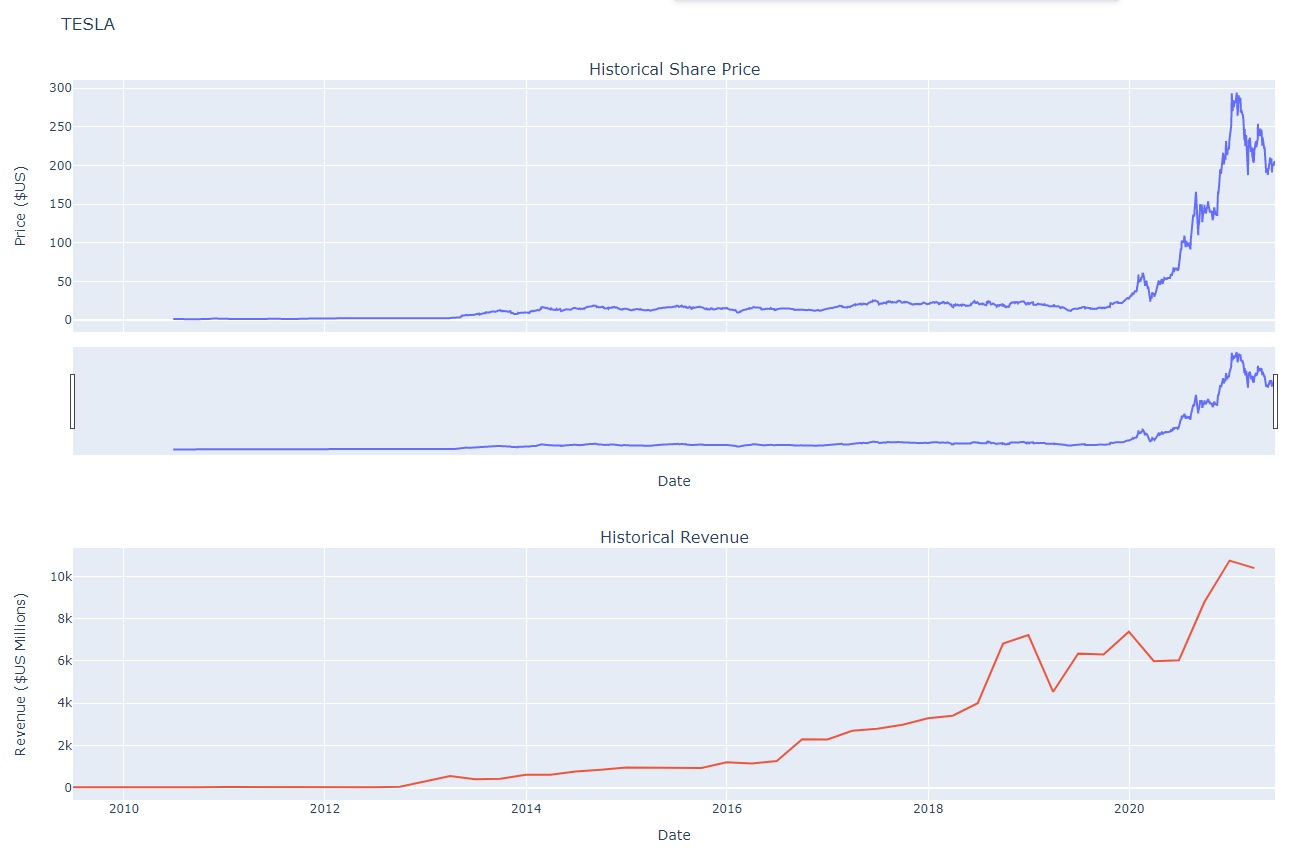 TESLA
Historical Share Price
300
250
200
150
100
50
0
Price ($US)
Date
Historical Revenue
10k
8k
6k
4k
2k
0
Revenue ($US Millions)
2010 2012 2014 2016 2018 2020
Date